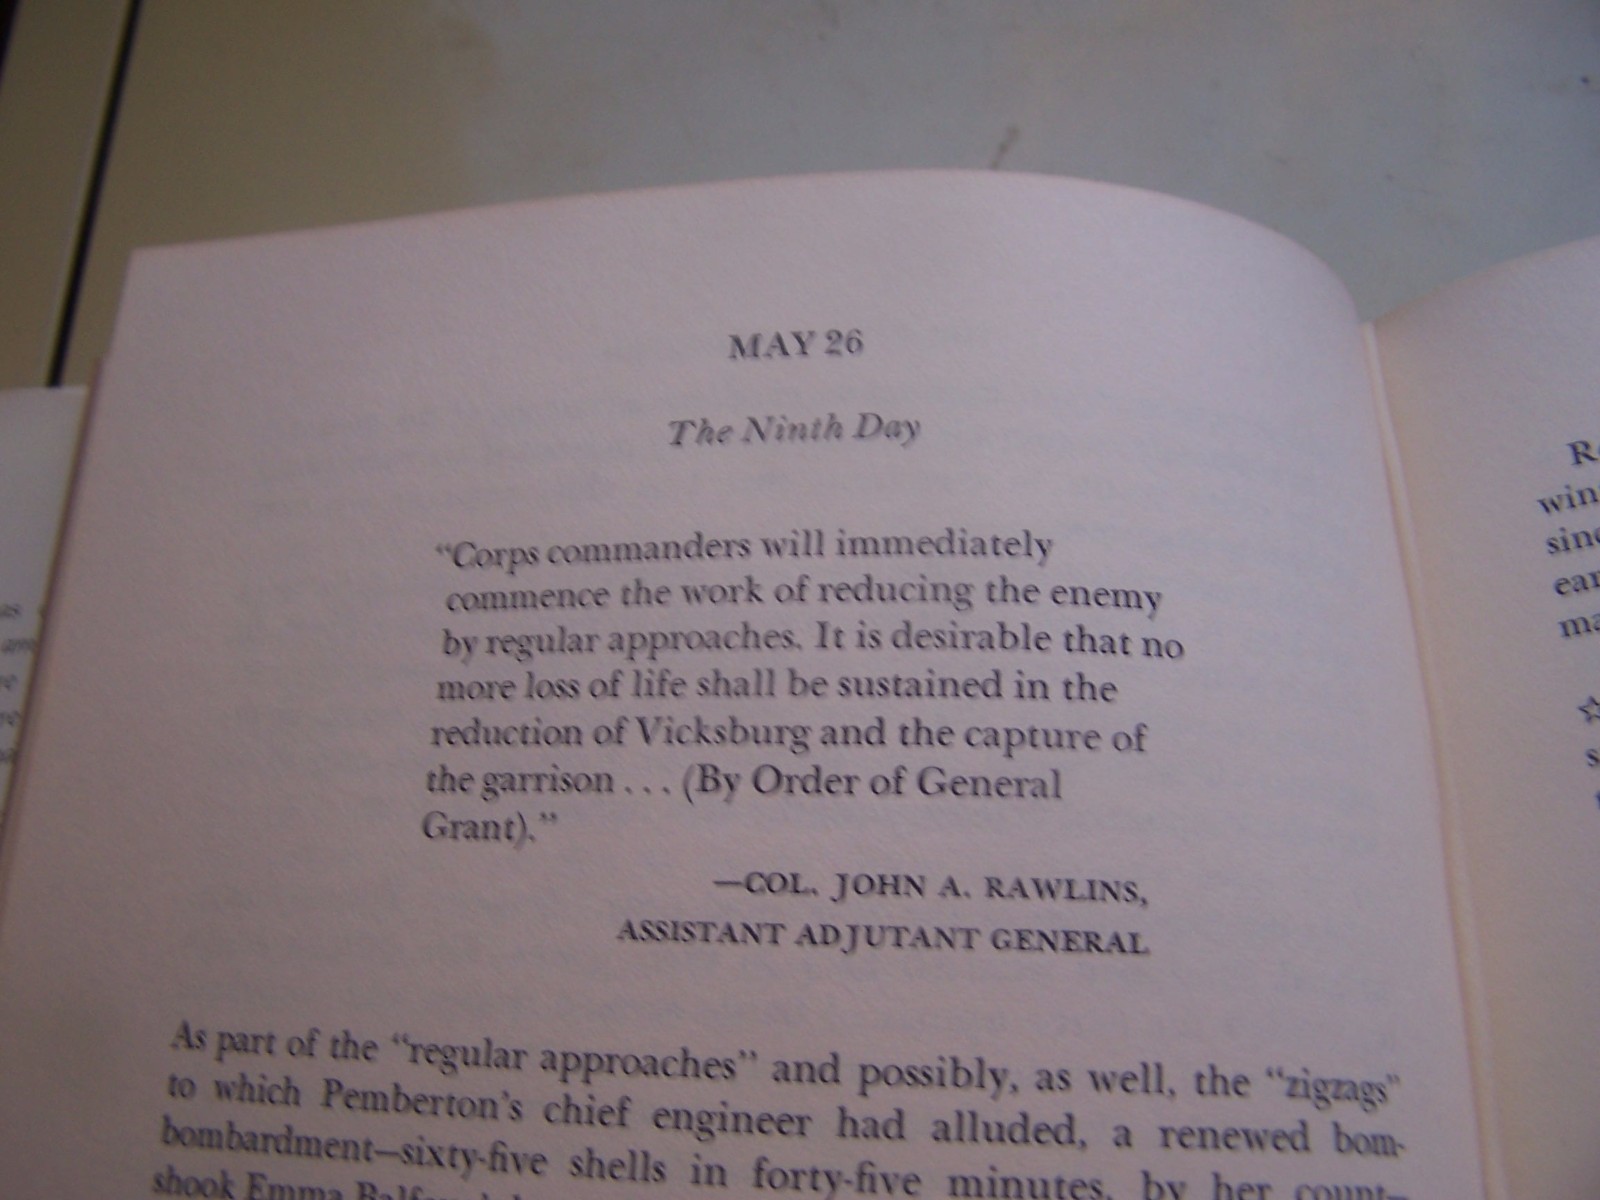 MAY 26
The Ninth Day
“Corps commanders will immediately
commence the work of reducing the enemy
by regular approaches. It is desirable that no
more loss of life shall be sustained in the
reduction of Vicksburg and the capture of
the garrison . . . (By Order of General
Grant).”
—COL. JOHN A. RAWLINS,
ASSISTANT ADJUTANT GENERAL
As part of the “regular approaches” and possibly, as well, the “zigzags”
to which Pemberton’s chief engineer had alluded, a renewed bom-
bombardment—sixty-five shells in forty-five minutes, by her count—
shook Emma